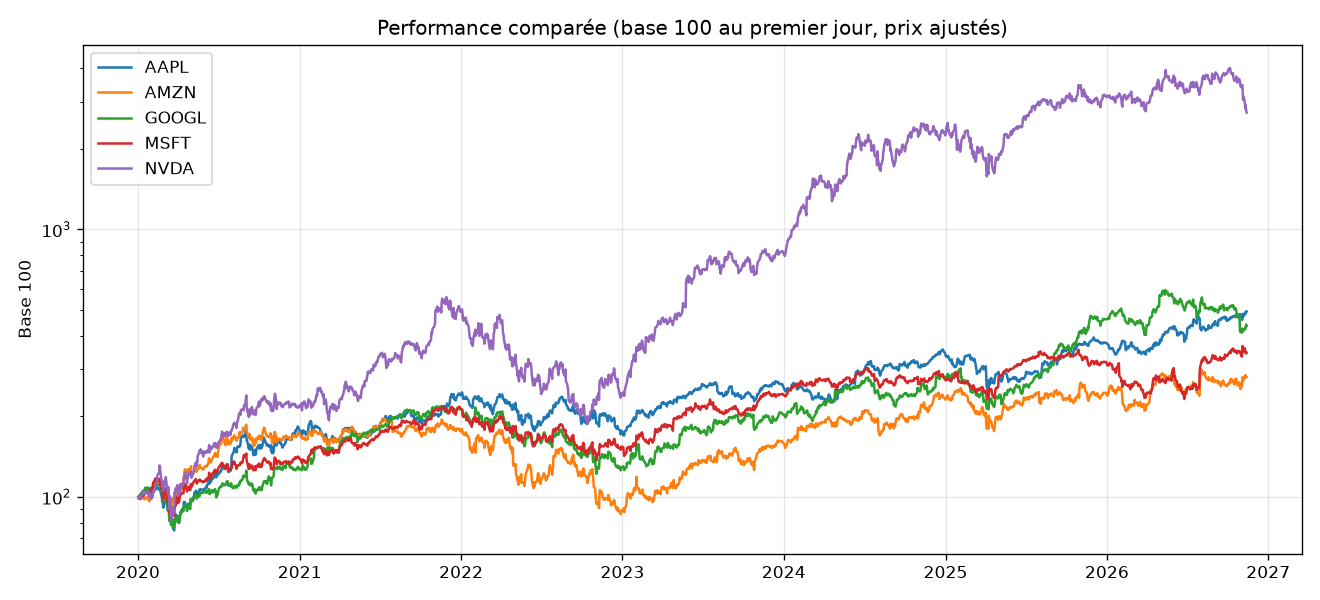 Performance comparée (base 100 au premier jour, prix ajustés)
AAPL
AMZN
GOOGL
MSFT
NVDA
Base 100
10³
10²
2020 2021 2022 2023 2024 2025 2026 2027